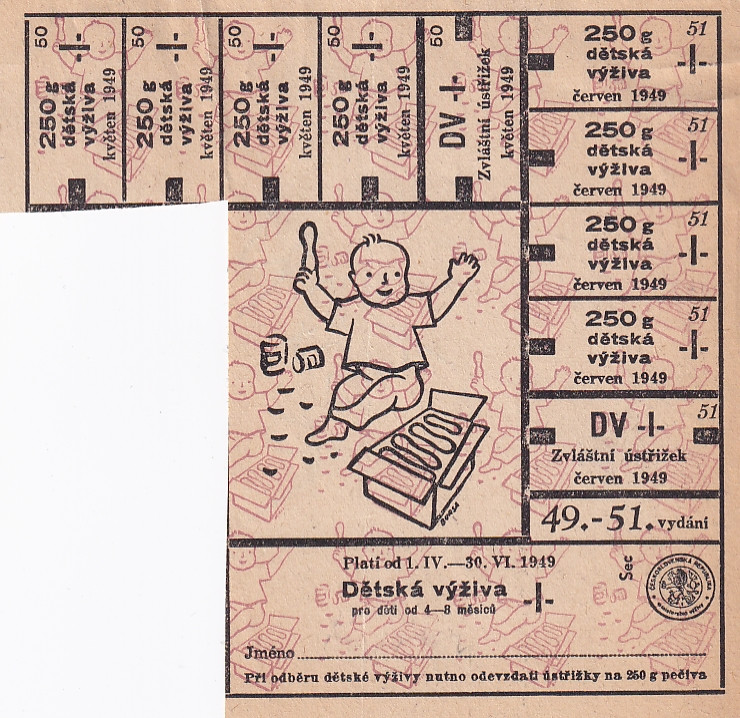 50
250 g
dětská
výživa
květen 1949
50
250 g
dětská
výživa
květen 1949
50
250 g
dětská
výživa
květen 1949
50
250 g
dětská
výživa
květen 1949
50
DV -|-
Zvláštní ústřižek
květen 1949
51
250 g
dětská
výživa
červen 1949
51
250 g
dětská
výživa
červen 1949
51
250 g
dětská
výživa
červen 1949
51
250 g
dětská
výživa
červen 1949
51
DV -|-
Zvláštní ústřižek
červen 1949
49.-51. vydání
Platí od 1. IV.—30. VI. 1949
Dětská výživa
pro děti od 4—8 měsíců
Sec
ČESKOSLOVENSKÁ REPUBLIKA
Jméno
Při odběru dětské výživy nutno odevzdati ústřižky na 250 g pečiva